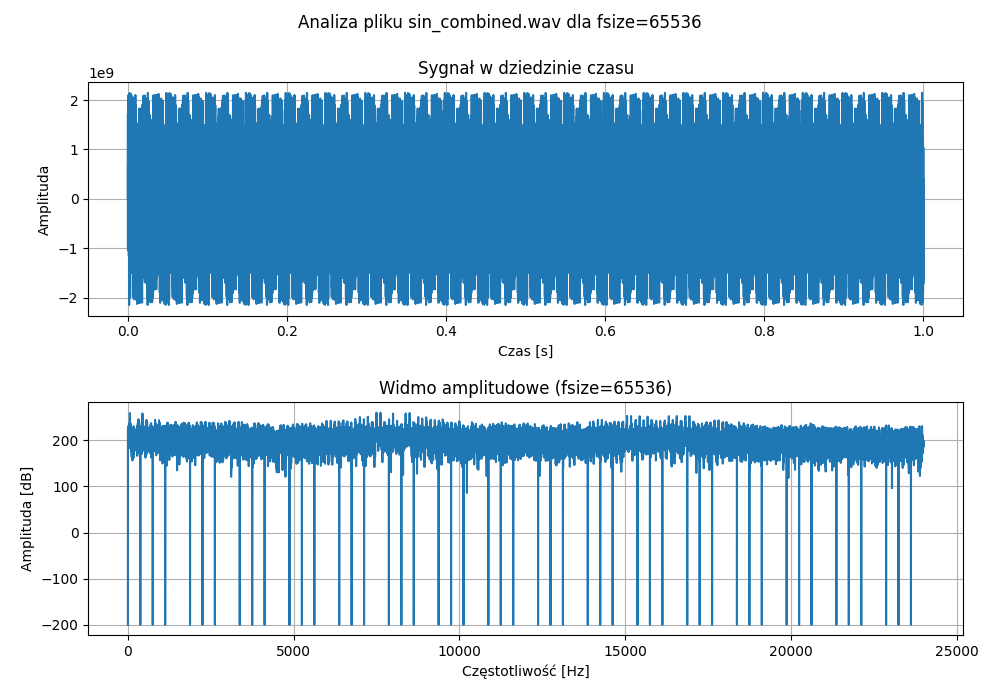 Analiza pliku sin_combined.wav dla fsize=65536
Sygnał w dziedzinie czasu
1e9
2
1
0
−1
−2
Amplituda
0.0 0.2 0.4 0.6 0.8 1.0
Czas [s]
Widmo amplitudowe (fsize=65536)
200
100
0
−100
−200
Amplituda [dB]
0 5000 10000 15000 20000 25000
Częstotliwość [Hz]